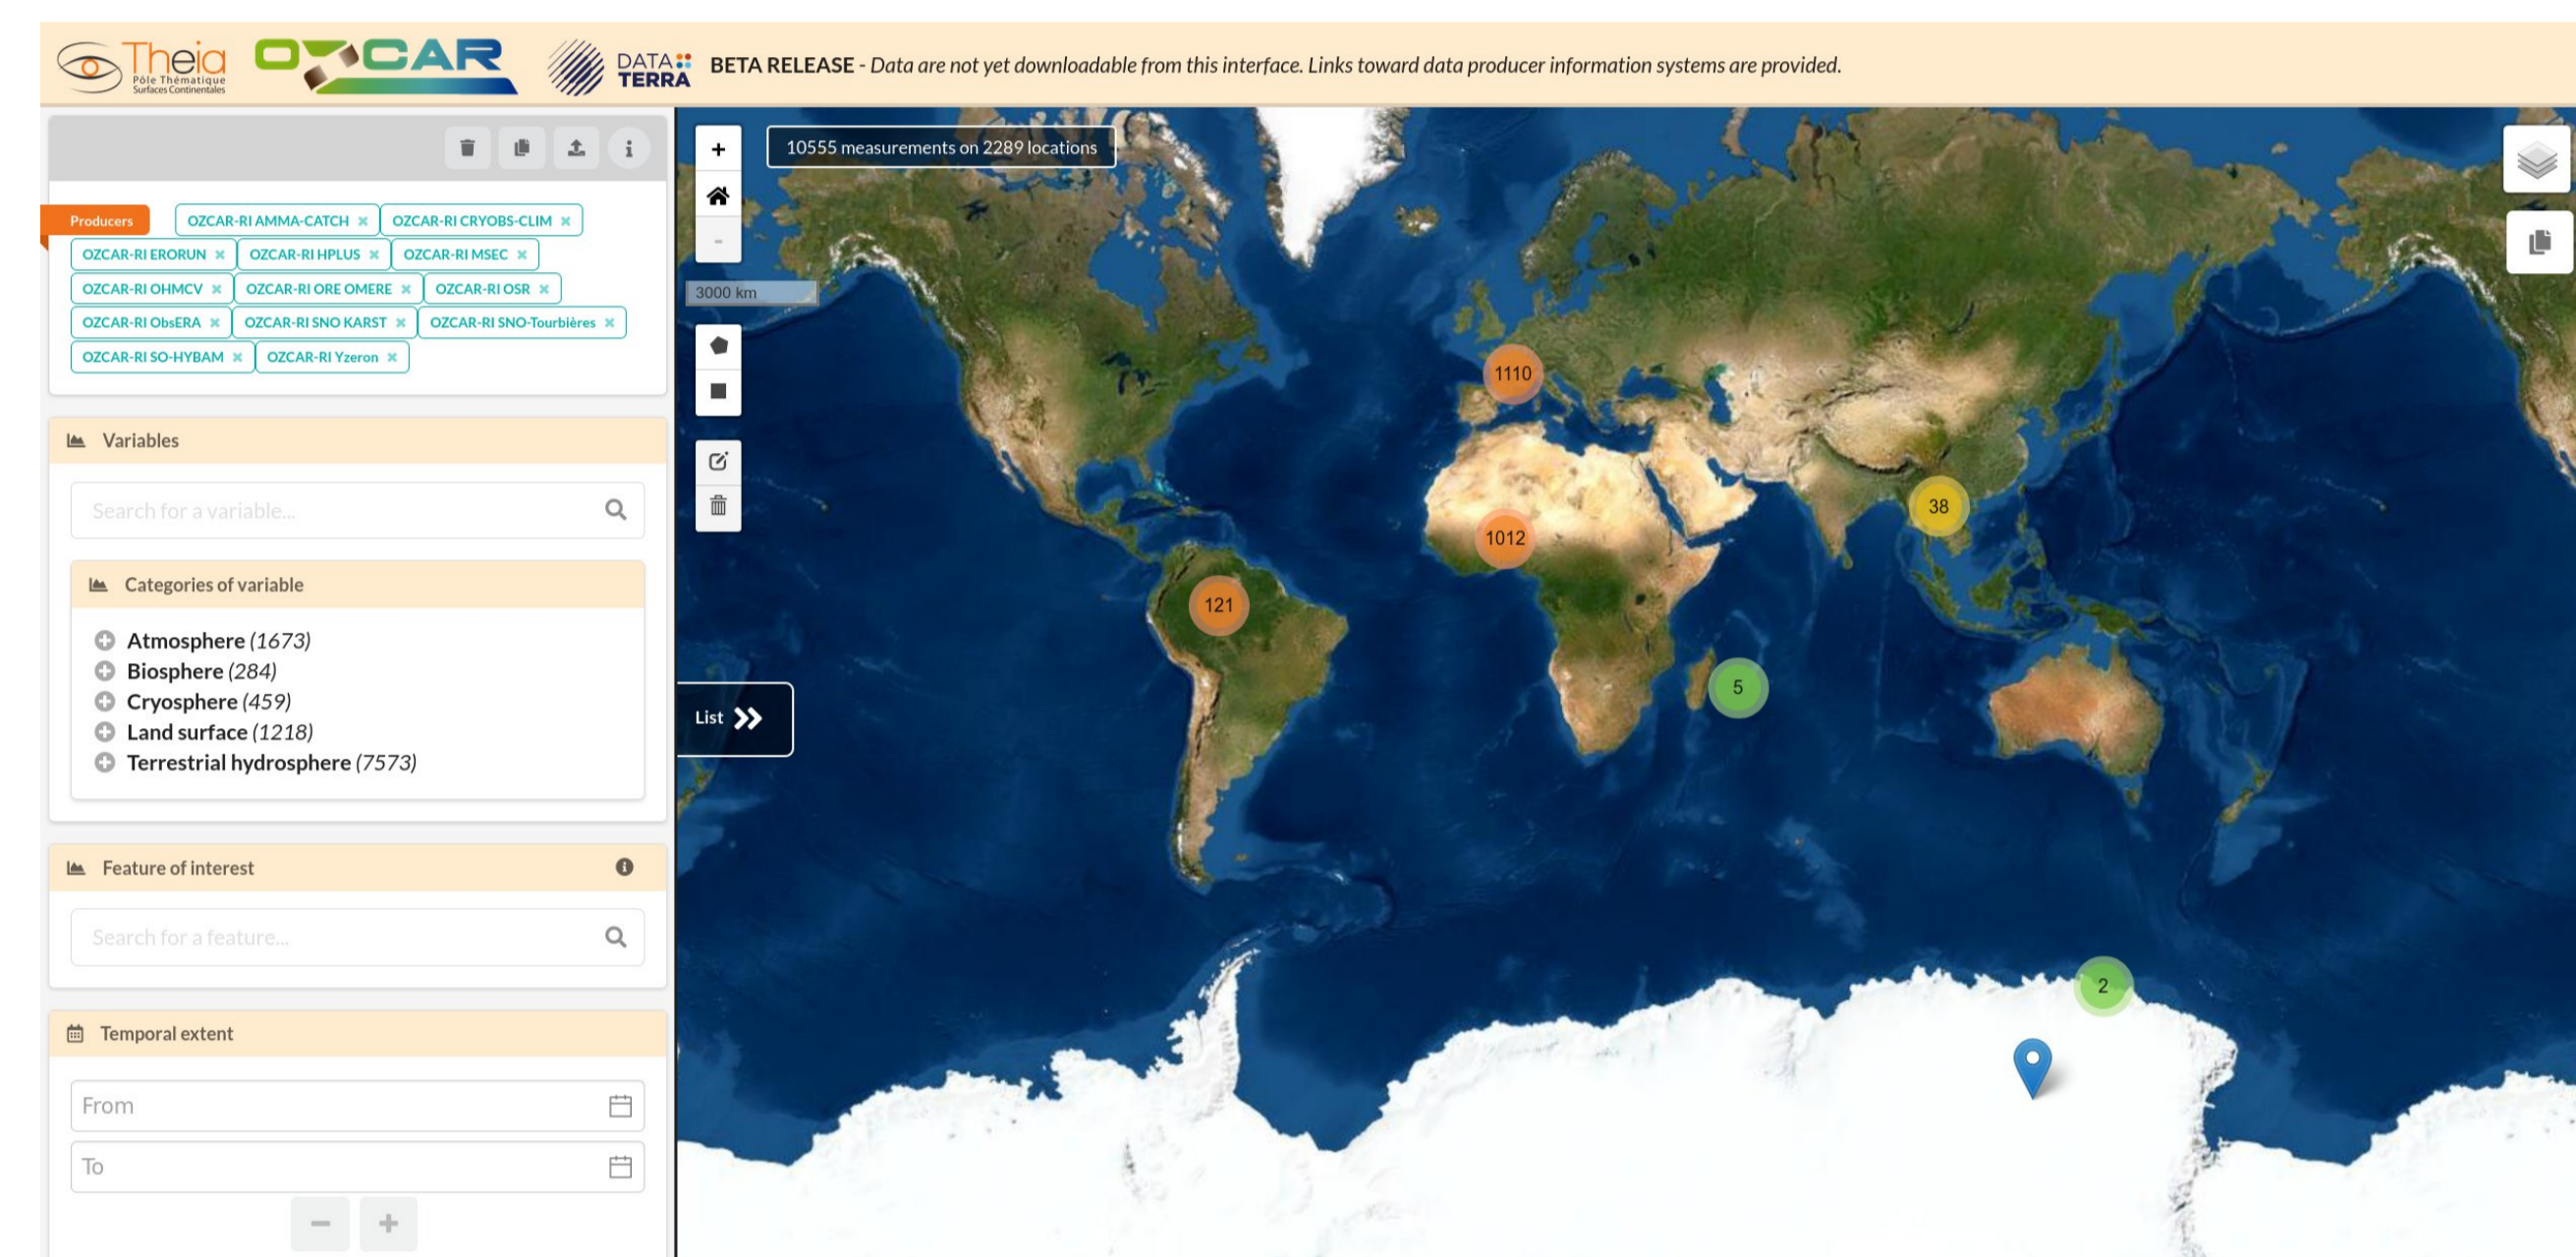 Theia
Pôle Thématique
Surfaces Continentales
OZCAR
DATA
TERRA
BETA RELEASE - Data are not yet downloadable from this interface. Links toward data producer information systems are provided.
Producers
OZCAR-RI AMMA-CATCH × OZCAR-RI CRYOBS-CLIM ×
OZCAR-RI ERORUN × OZCAR-RI HPLUS × OZCAR-RI MSEC ×
OZCAR-RI OHMCV × OZCAR-RI ORE OMERE × OZCAR-RI OSR ×
OZCAR-RI ObsERA × OZCAR-RI SNO KARST × OZCAR-RI SNO-Tourbières ×
OZCAR-RI SO-HYBAM × OZCAR-RI Yzeron ×
Variables
Search for a variable...
Categories of variable
Atmosphere (1673)
Biosphere (284)
Cryosphere (459)
Land surface (1218)
Terrestrial hydrosphere (7573)
Feature of interest
Search for a feature...
Temporal extent
From
To
10555 measurements on 2289 locations
3000 km
List
1110
38
1012
121
5
2